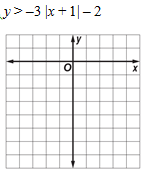 y > –3 |x + 1| – 2
y
O
x